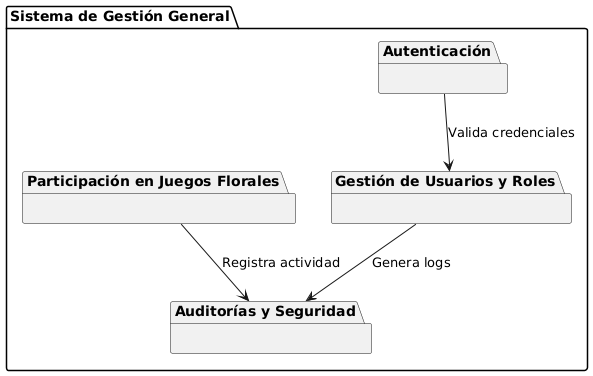 Sistema de Gestión General
Autenticación
Valida credenciales
Participación en Juegos Florales
Gestión de Usuarios y Roles
Registra actividad
Genera logs
Auditorías y Seguridad